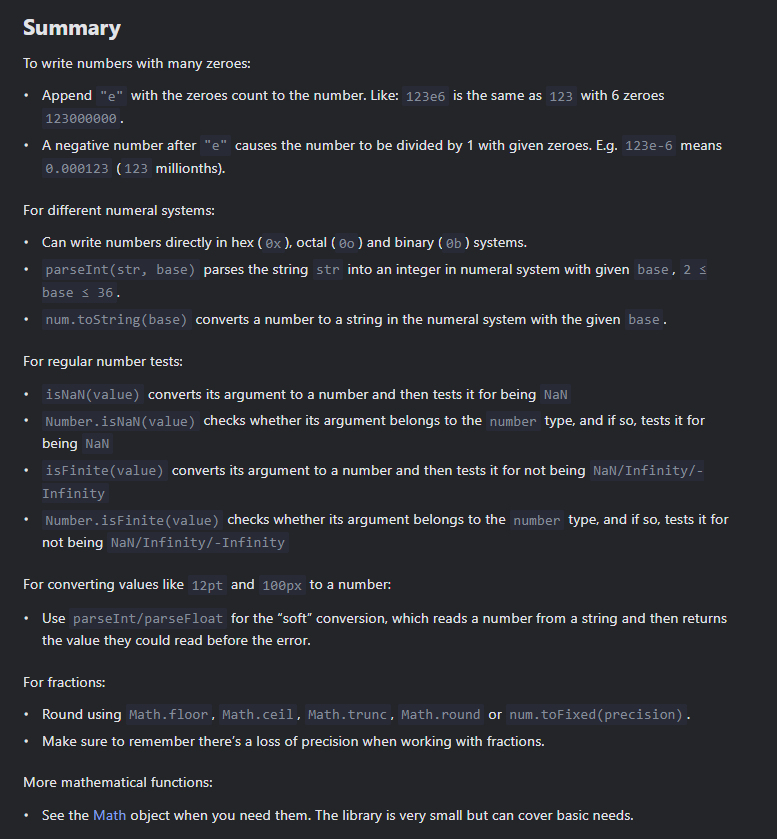 Summary
To write numbers with many zeroes:
• Append "e" with the zeroes count to the number. Like: 123e6 is the same as 123 with 6 zeroes
123000000.
• A negative number after "e" causes the number to be divided by 1 with given zeroes. E.g. 123e-6 means
0.000123 (123 millionths).
For different numeral systems:
• Can write numbers directly in hex (0x), octal (0o) and binary (0b) systems.
• parseInt(str, base) parses the string str into an integer in numeral system with given base, 2 ≤
base ≤ 36.
• num.toString(base) converts a number to a string in the numeral system with the given base.
For regular number tests:
• isNaN(value) converts its argument to a number and then tests it for being NaN
• Number.isNaN(value) checks whether its argument belongs to the number type, and if so, tests it for
being NaN
• isFinite(value) converts its argument to a number and then tests it for not being NaN/Infinity/-
Infinity
• Number.isFinite(value) checks whether its argument belongs to the number type, and if so, tests it for
not being NaN/Infinity/-Infinity
For converting values like 12pt and 100px to a number:
• Use parseInt/parseFloat for the “soft” conversion, which reads a number from a string and then returns
the value they could read before the error.
For fractions:
• Round using Math.floor, Math.ceil, Math.trunc, Math.round or num.toFixed(precision).
• Make sure to remember there’s a loss of precision when working with fractions.
More mathematical functions:
• See the Math object when you need them. The library is very small but can cover basic needs.